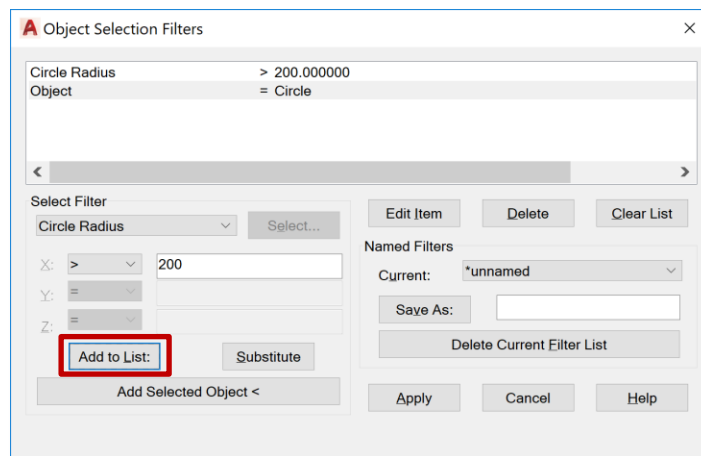 Object Selection Filters
Circle Radius > 200.000000
Object = Circle
Select Filter
Circle Radius Select...
X: > 200
Y: =
Z: =
Add to List: Substitute
Add Selected Object <
Edit Item Delete Clear List
Named Filters
Current: *unnamed
Save As:
Delete Current Filter List
Apply Cancel Help